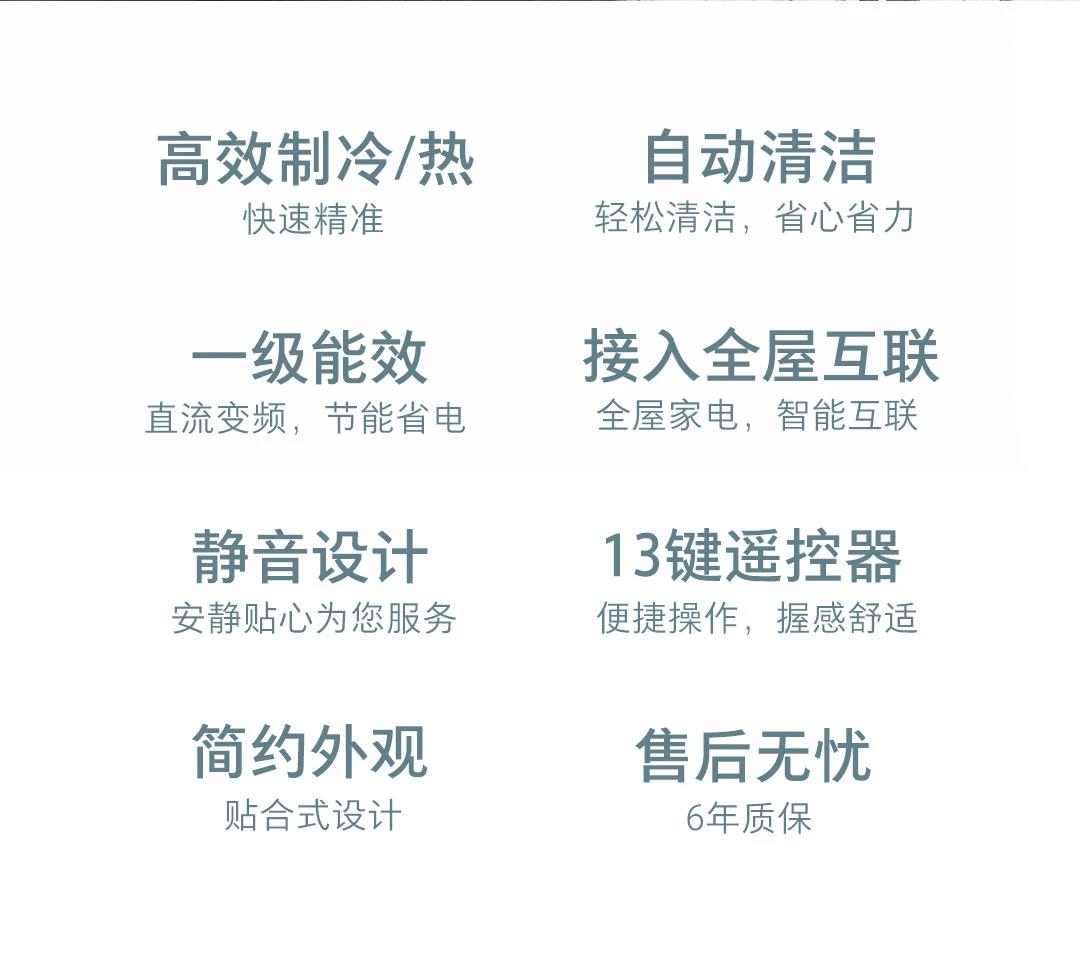 高效制冷/热
快速精准
自动清洁
轻松清洁，省心省力
一级能效
直流变频，节能省电
接入全屋互联
全屋家电，智能互联
静音设计
安静贴心为您服务
13键遥控器
便捷操作，握感舒适
简约外观
贴合式设计
售后无忧
6年质保